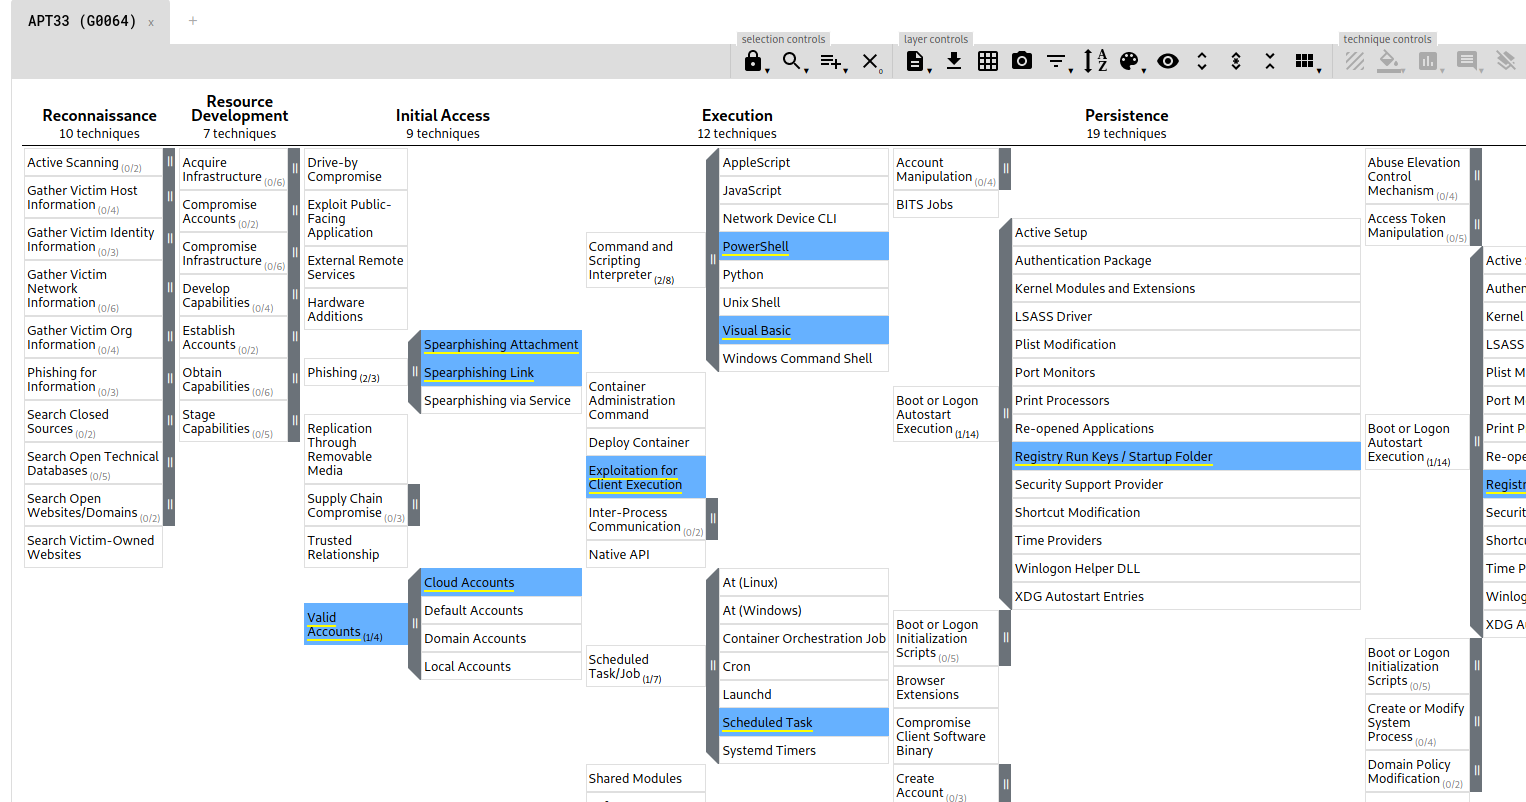 APT33 (G0064) x +
selection controls
layer controls
technique controls
0
A
Z
Reconnaissance
10 techniques
Active Scanning (0/2)
Gather Victim Host
Information (0/4)
Gather Victim Identity
Information (0/3)
Gather Victim
Network
Information (0/6)
Gather Victim Org
Information (0/4)
Phishing for
Information (0/3)
Search Closed
Sources (0/2)
Search Open Technical
Databases (0/5)
Search Open
Websites/Domains (0/2)
Search Victim-Owned
Websites
Resource
Development
7 techniques
Acquire
Infrastructure (0/6)
Compromise
Accounts (0/2)
Compromise
Infrastructure (0/6)
Develop
Capabilities (0/4)
Establish
Accounts (0/2)
Obtain
Capabilities (0/6)
Stage
Capabilities (0/5)
Initial Access
9 techniques
Drive-by
Compromise
Exploit Public-
Facing
Application
External Remote
Services
Hardware
Additions
Phishing (2/3)
Spearphishing Attachment
Spearphishing Link
Spearphishing via Service
Replication
Through
Removable
Media
Supply Chain
Compromise (0/3)
Trusted
Relationship
Valid
Accounts (1/4)
Cloud Accounts
Default Accounts
Domain Accounts
Local Accounts
Execution
12 techniques
Command and
Scripting
Interpreter (2/8)
AppleScript
JavaScript
Network Device CLI
PowerShell
Python
Unix Shell
Visual Basic
Windows Command Shell
Container
Administration
Command
Deploy Container
Exploitation for
Client Execution
Inter-Process
Communication (0/2)
Native API
Scheduled
Task/Job (1/7)
At (Linux)
At (Windows)
Container Orchestration Job
Cron
Launchd
Scheduled Task
Systemd Timers
Shared Modules
Persistence
19 techniques
Account
Manipulation (0/4)
BITS Jobs
Boot or Logon
Autostart
Execution (1/14)
Active Setup
Authentication Package
Kernel Modules and Extensions
LSASS Driver
Plist Modification
Port Monitors
Print Processors
Re-opened Applications
Registry Run Keys / Startup Folder
Security Support Provider
Shortcut Modification
Time Providers
Winlogon Helper DLL
XDG Autostart Entries
Boot or Logon
Initialization
Scripts (0/5)
Browser
Extensions
Compromise
Client Software
Binary
Create
Account (0/3)
Abuse Elevation
Control
Mechanism (0/4)
Access Token
Manipulation (0/5)
Boot or Logon
Autostart
Execution (1/14)
Active
Authen
Kernel
LSASS
Plist M
Port M
Print P
Re-ope
Registr
Securit
Shortcu
Time P
Winlog
XDG A
Boot or Logon
Initialization
Scripts (0/5)
Create or Modify
System
Process (0/4)
Domain Policy
Modification (0/2)